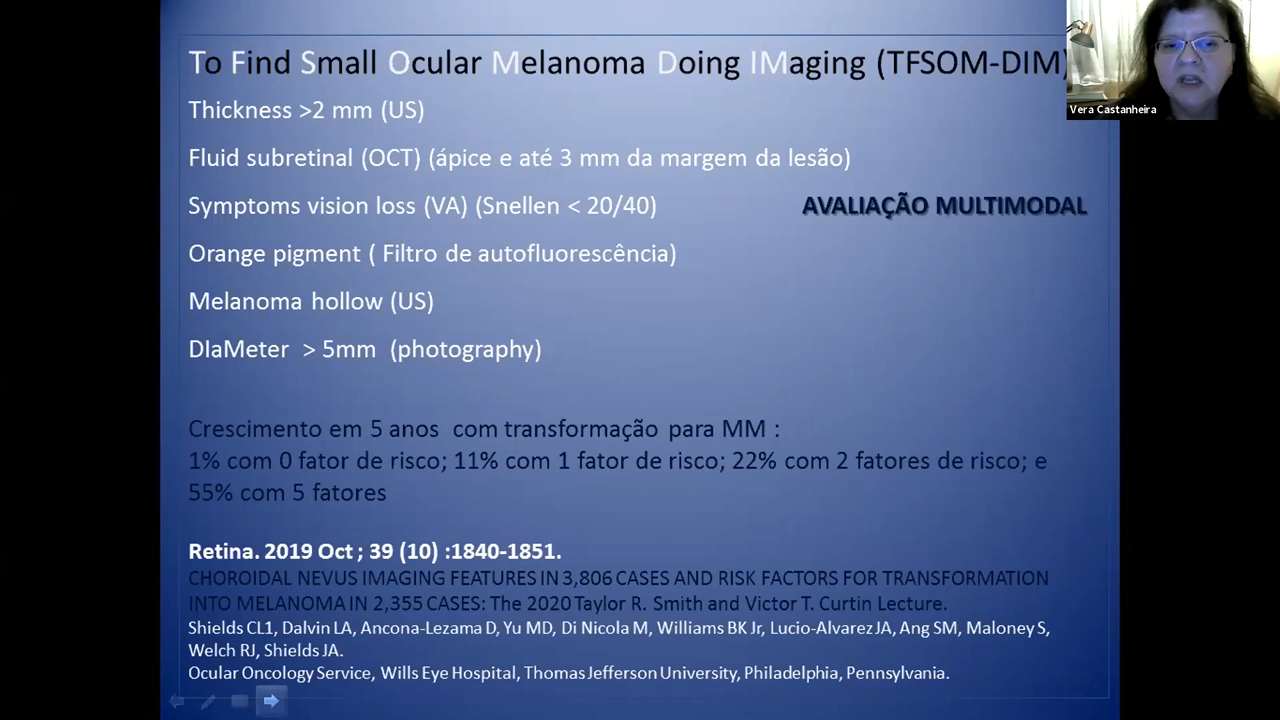 To Find Small Ocular Melanoma Doing IMaging (TFSOM-DIM)
Vera Castanheira
Thickness >2 mm (US)
Fluid subretinal (OCT) (ápice e até 3 mm da margem da lesão)
Symptoms vision loss (VA) (Snellen < 20/40)
AVALIAÇÃO MULTIMODAL
Orange pigment ( Filtro de autofluorescência)
Melanoma hollow (US)
DIaMeter > 5mm (photography)
Crescimento em 5 anos com transformação para MM :
1% com 0 fator de risco; 11% com 1 fator de risco; 22% com 2 fatores de risco; e
55% com 5 fatores
Retina. 2019 Oct ; 39 (10) :1840-1851.
CHOROIDAL NEVUS IMAGING FEATURES IN 3,806 CASES AND RISK FACTORS FOR TRANSFORMATION
INTO MELANOMA IN 2,355 CASES: The 2020 Taylor R. Smith and Victor T. Curtin Lecture.
Shields CL1, Dalvin LA, Ancona-Lezama D, Yu MD, Di Nicola M, Williams BK Jr, Lucio-Alvarez JA, Ang SM, Maloney S,
Welch RJ, Shields JA.
Ocular Oncology Service, Wills Eye Hospital, Thomas Jefferson University, Philadelphia, Pennsylvania.